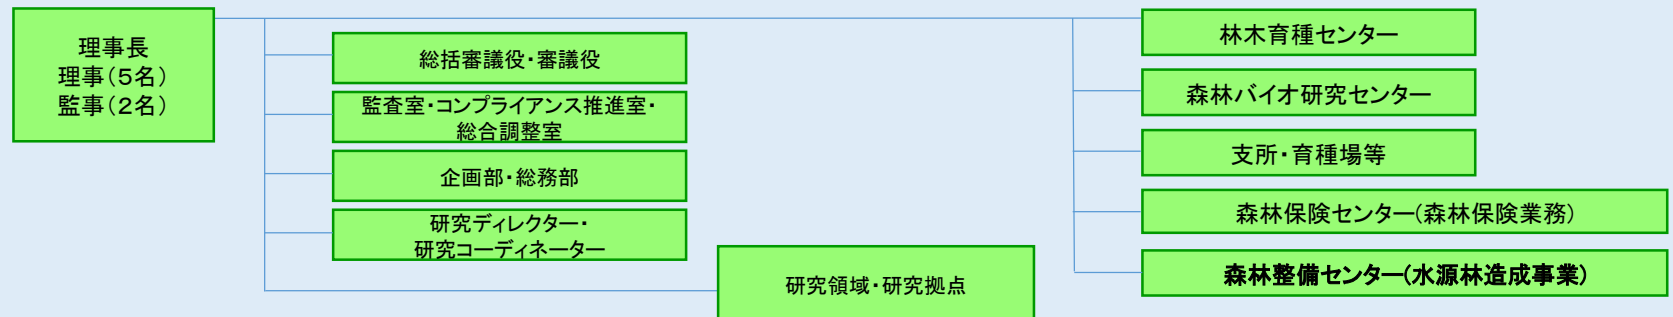 理事長
理事(5名)
監事(2名)
総括審議役・審議役
監査室・コンプライアンス推進室・
総合調整室
企画部・総務部
研究ディレクター・
研究コーディネーター
研究領域・研究拠点
林木育種センター
森林バイオ研究センター
支所・育種場等
森林保険センター(森林保険業務)
森林整備センター(水源林造成事業)